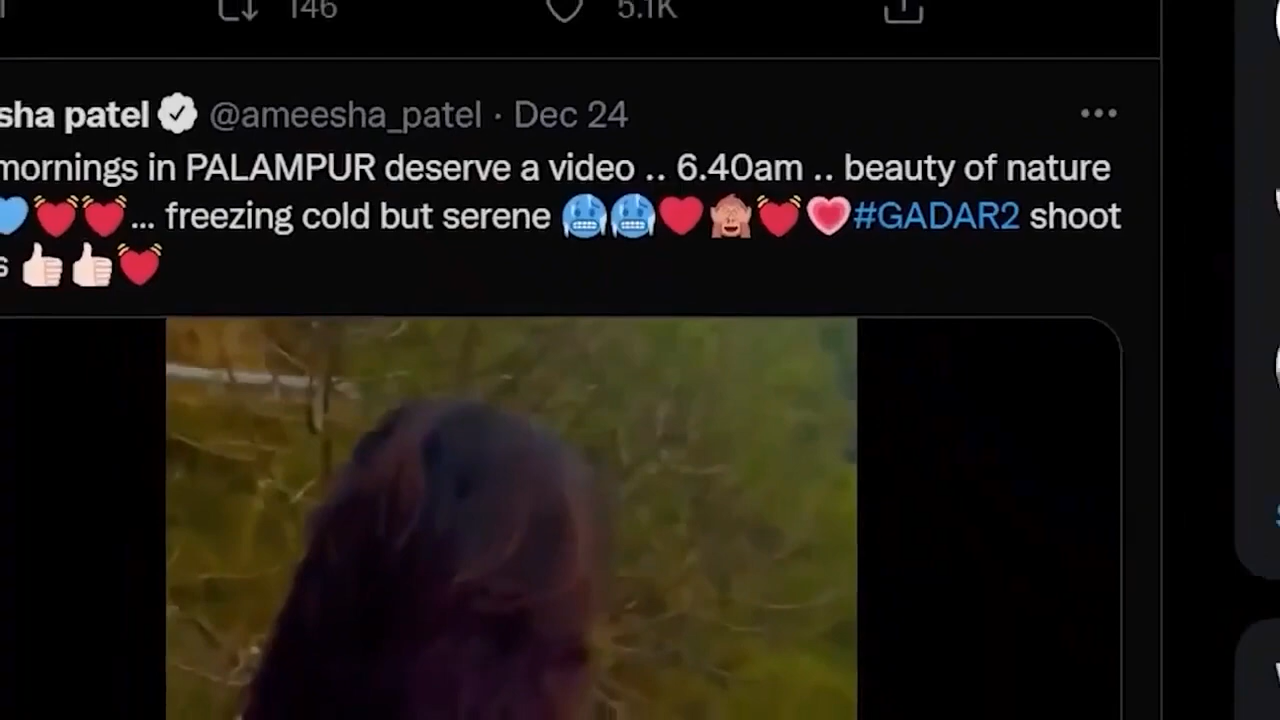 146 5.1K
sha patel @ameesha_patel · Dec 24
mornings in PALAMPUR deserve a video .. 6.40am .. beauty of nature
💙💓💓... freezing cold but serene 🥶🥶❤️🙈💓💗#GADAR2 shoot
👍🏻👍🏻💓